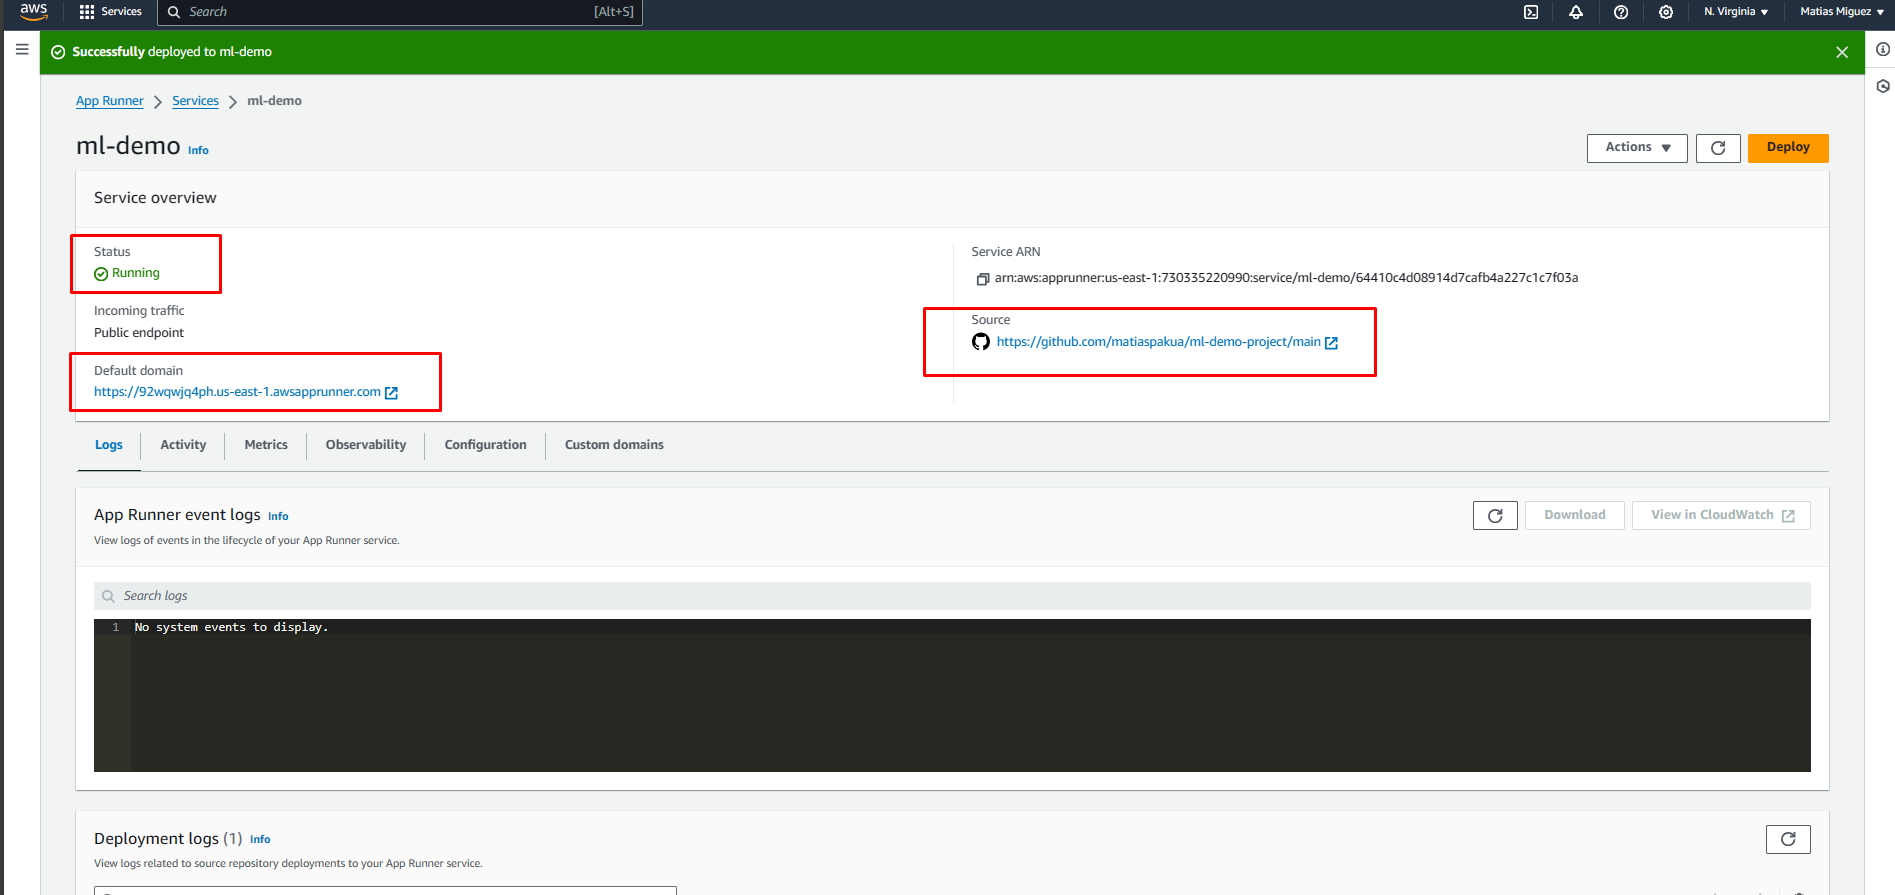 aws
Services
Search
[Alt+S]
N. Virginia
Matias Miguez
Successfully deployed to ml-demo
App Runner
Services
ml-demo
ml-demo Info
Actions
Deploy
Service overview
Status
Running
Incoming traffic
Public endpoint
Default domain
https://92wqwjq4ph.us-east-1.awsapprunner.com
Service ARN
arn:aws:apprunner:us-east-1:730335220990:service/ml-demo/64410c4d08914d7cafb4a227c1c7f03a
Source
https://github.com/matiaspakua/ml-demo-project/main
Logs
Activity
Metrics
Observability
Configuration
Custom domains
App Runner event logs Info
View logs of events in the lifecycle of your App Runner service.
Download
View in CloudWatch
Search logs
1 No system events to display.
Deployment logs (1) Info
View logs related to source repository deployments to your App Runner service.